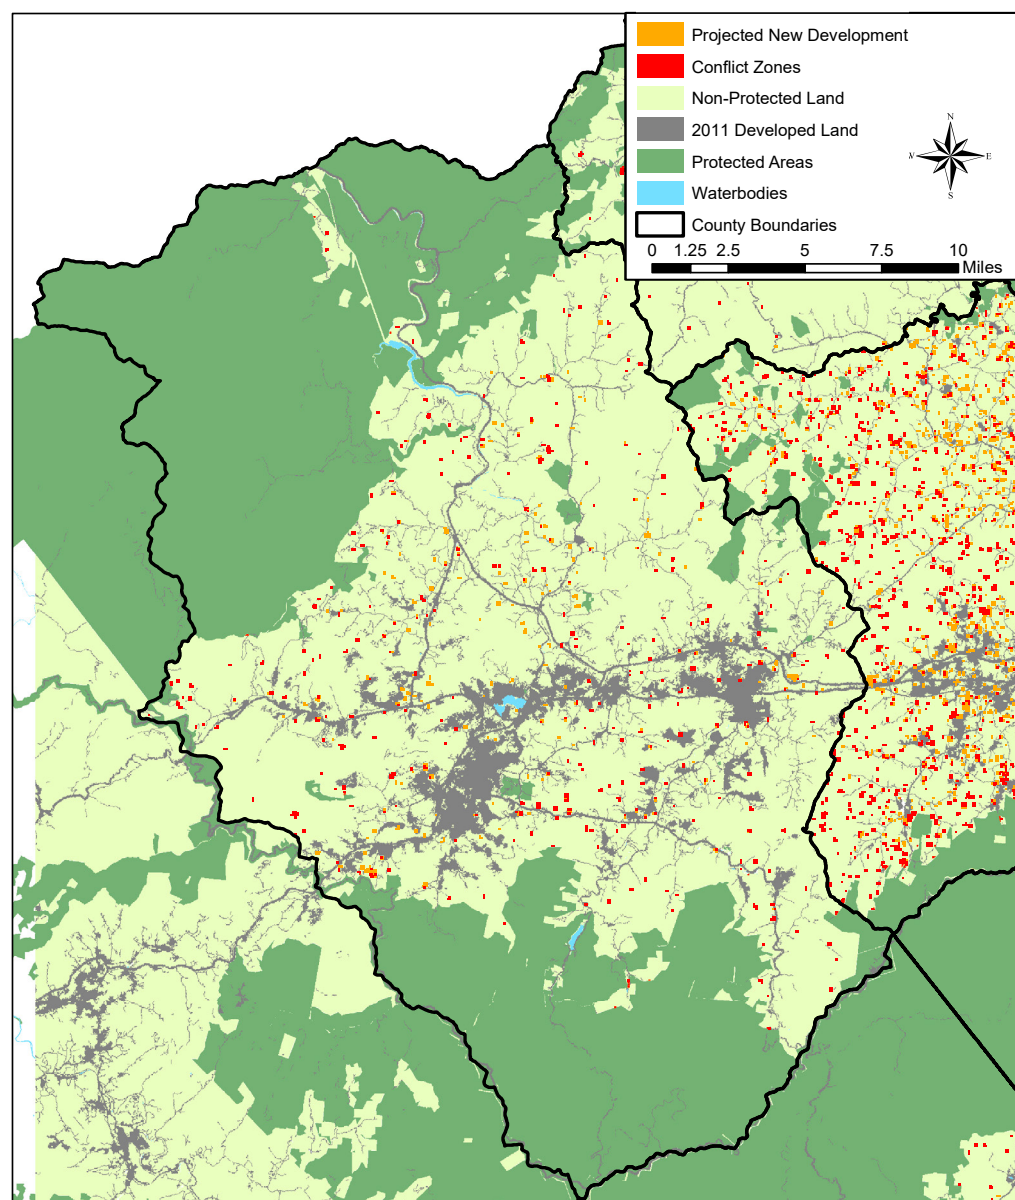 Projected New Development
Conflict Zones
Non-Protected Land
2011 Developed Land
Protected Areas
Waterbodies
County Boundaries
N
W E
S
0 1.25 2.5 5 7.5 10
Miles